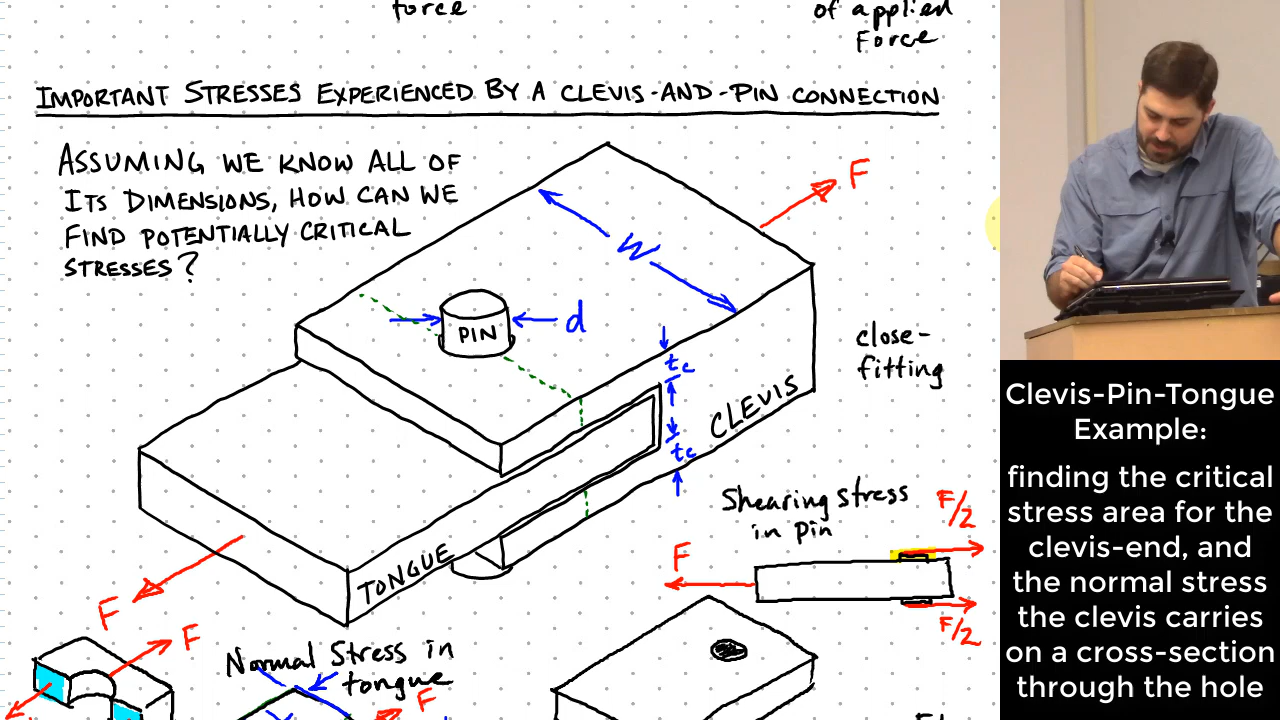 force
of applied
Force
IMPORTANT STRESSES EXPERIENCED BY A CLEVIS-AND-PIN CONNECTION
ASSUMING WE KNOW ALL OF
ITS DIMENSIONS, HOW CAN WE
FIND POTENTIALLY CRITICAL
STRESSES?
F
W
PIN
d
tc
CLEVIS
tc
close-
fitting
TONGUE
F
Shearing stress
in pin
F/2
F
F/2
F
Normal Stress in
tongue
F
Clevis-Pin-Tongue
Example:
finding the critical
stress area for the
clevis-end, and
the normal stress
the clevis carries
on a cross-section
through the hole